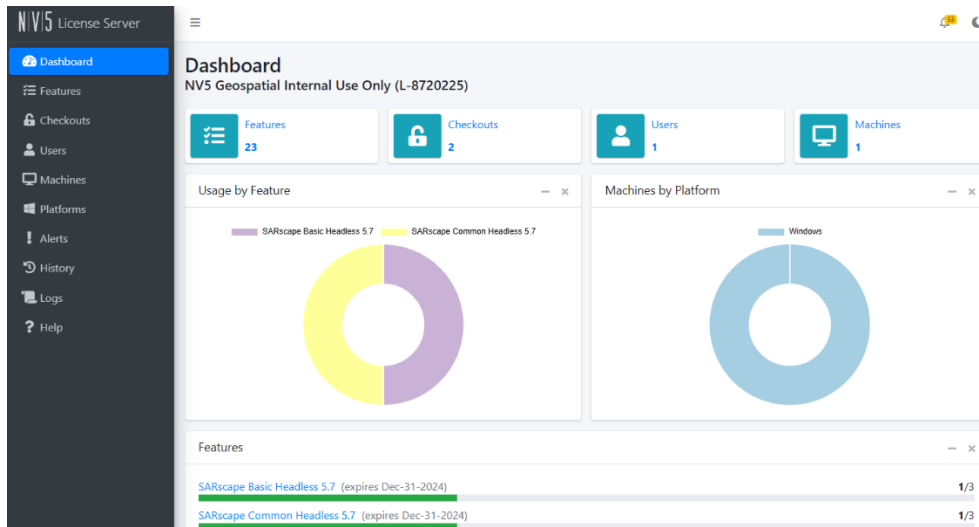 N|V|5 License Server
53
Dashboard
Features
Checkouts
Users
Machines
Platforms
Alerts
History
Logs
Help
Dashboard
NV5 Geospatial Internal Use Only (L-8720225)
Features
23
Checkouts
2
Users
1
Machines
1
Usage by Feature
SARscape Basic Headless 5.7 SARscape Common Headless 5.7
Machines by Platform
Windows
Features
SARscape Basic Headless 5.7 (expires Dec-31-2024) 1/3
SARscape Common Headless 5.7 (expires Dec-31-2024) 1/3